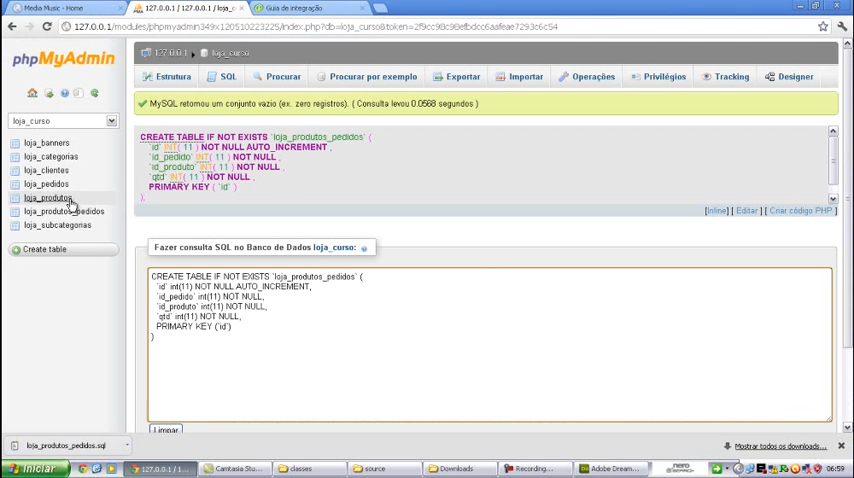 Media Music - Home
127.0.0.1 / 127.0.0.1 / loja_c
Guia de integração
127.0.0.1/modules/phpmyadmin349x120510223225/index.php?db=loja_curso&token=2f9cc98c98efbdcc6aafeae7293c6c54
phpMyAdmin
127.0.0.1 ▸ loja_curso
Estrutura SQL Procurar Procurar por exemplo Exportar Importar Operações Privilégios Tracking Designer
loja_curso
MySQL retornou um conjunto vazio (ex. zero registros). ( Consulta levou 0.0568 segundos )
loja_banners
loja_categorias
loja_clientes
loja_pedidos
loja_produtos
loja_produtos_pedidos
loja_subcategorias
Create table
CREATE TABLE IF NOT EXISTS `loja_produtos_pedidos` (
`id` INT( 11 ) NOT NULL AUTO_INCREMENT ,
`id_pedido` INT( 11 ) NOT NULL ,
`id_produto` INT( 11 ) NOT NULL ,
`qtd` INT( 11 ) NOT NULL ,
PRIMARY KEY ( `id` )
);
[Inline] [ Editar ] [ Criar código PHP ]
Fazer consulta SQL no Banco de Dados loja_curso:
CREATE TABLE IF NOT EXISTS `loja_produtos_pedidos` (
`id` int(11) NOT NULL AUTO_INCREMENT,
`id_pedido` int(11) NOT NULL,
`id_produto` int(11) NOT NULL,
`qtd` int(11) NOT NULL,
PRIMARY KEY (`id`)
)
Limpar
loja_produtos_pedidos.sql
Mostrar todos os downloads...
Iniciar
127.0.0.1 / 1...
Camtasia Stu...
classes
source
Downloads
Recording...
Adobe Dream...
nero
06:59